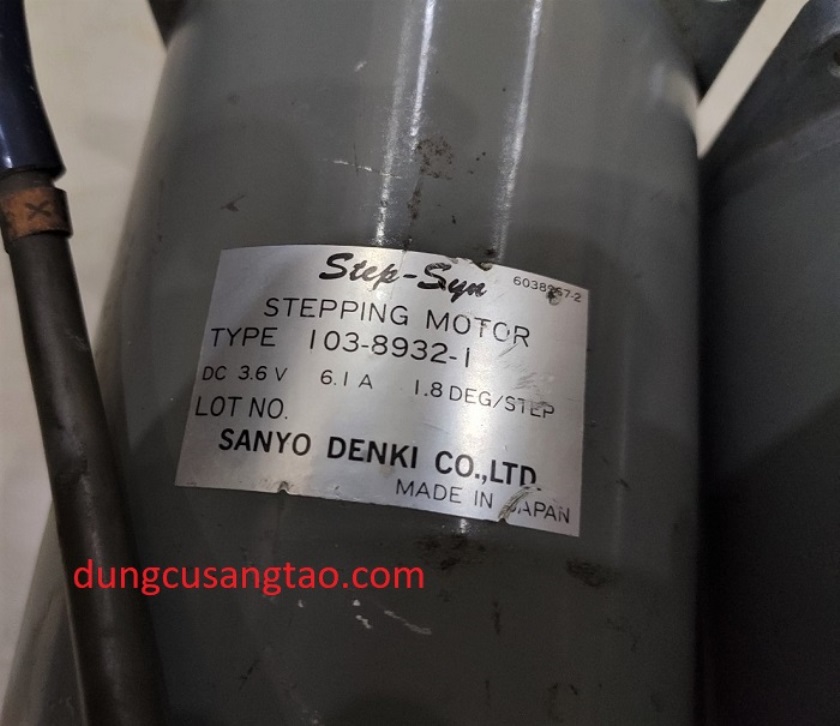 Step-Syn
STEPPING MOTOR
TYPE 103-8932-1
DC 3.6 V 6.1 A 1.8 DEG/STEP
LOT NO.
SANYO DENKI CO.,LTD.
MADE IN JAPAN
dungcusangtao.com